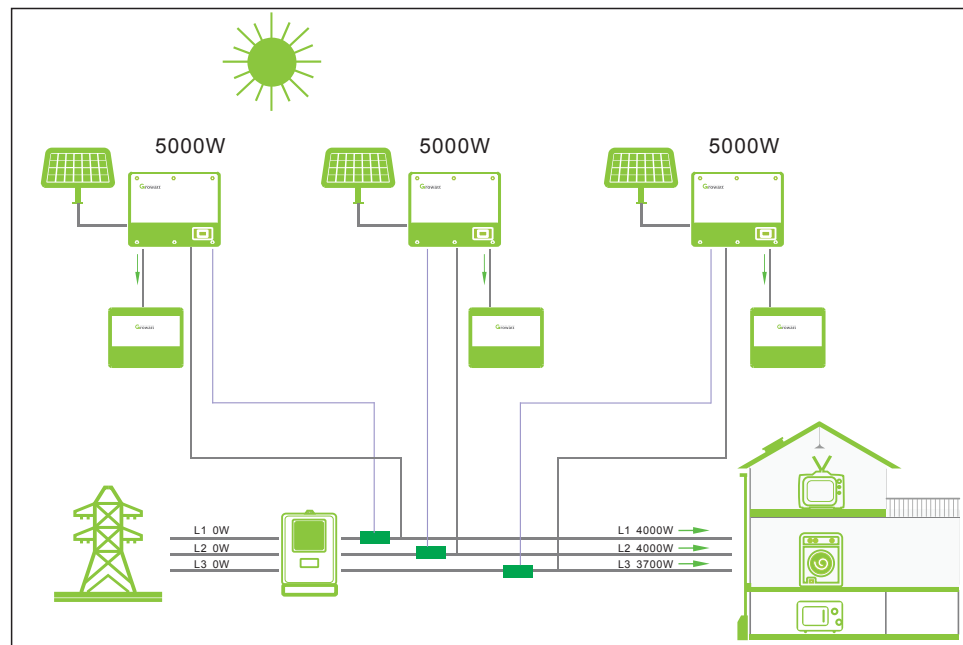 5000W
5000W
5000W
Growatt
Growatt
Growatt
Growatt
Growatt
Growatt
L1 0W
L1 4000W
L2 0W
L2 4000W
L3 0W
L3 3700W